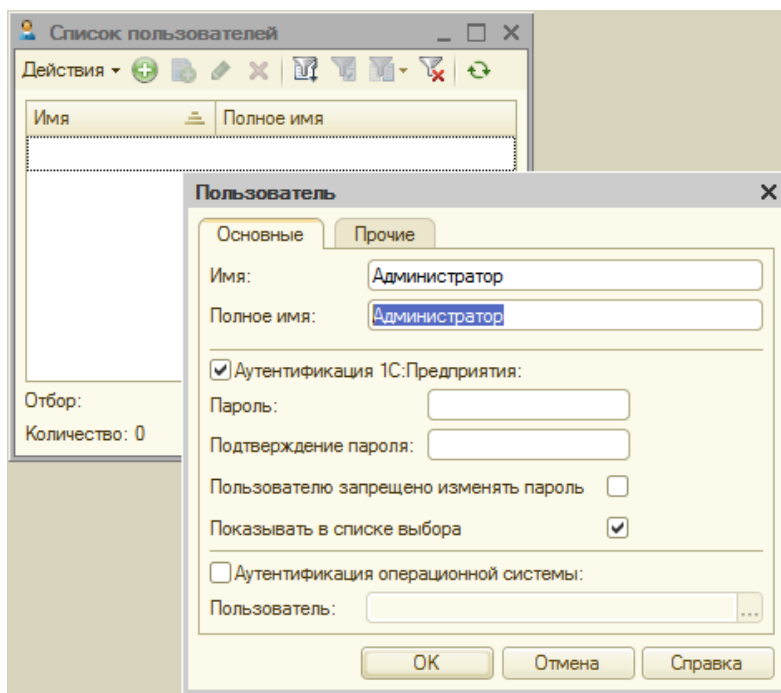 Список пользователей
Действия
Имя Полное имя
Отбор:
Количество: 0
Пользователь
Основные Прочие
Имя: Администратор
Полное имя: Администратор
Аутентификация 1С:Предприятия:
Пароль:
Подтверждение пароля:
Пользователю запрещено изменять пароль
Показывать в списке выбора
Аутентификация операционной системы:
Пользователь: ...
OK Отмена Справка